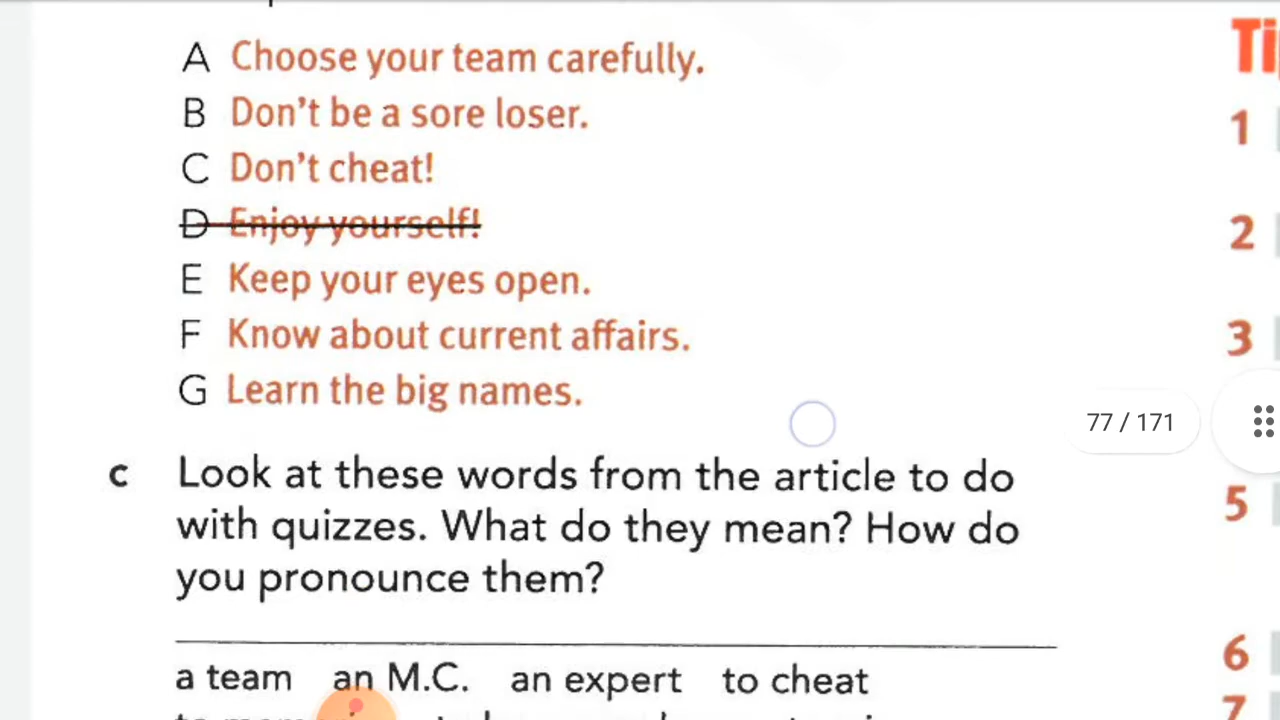 A Choose your team carefully.
B Don't be a sore loser.
C Don't cheat!
D Enjoy yourself!
E Keep your eyes open.
F Know about current affairs.
G Learn the big names.
c Look at these words from the article to do
with quizzes. What do they mean? How do
you pronounce them?
a team an M.C. an expert to cheat
Ti
1
2
3
77 / 171
5
6
7